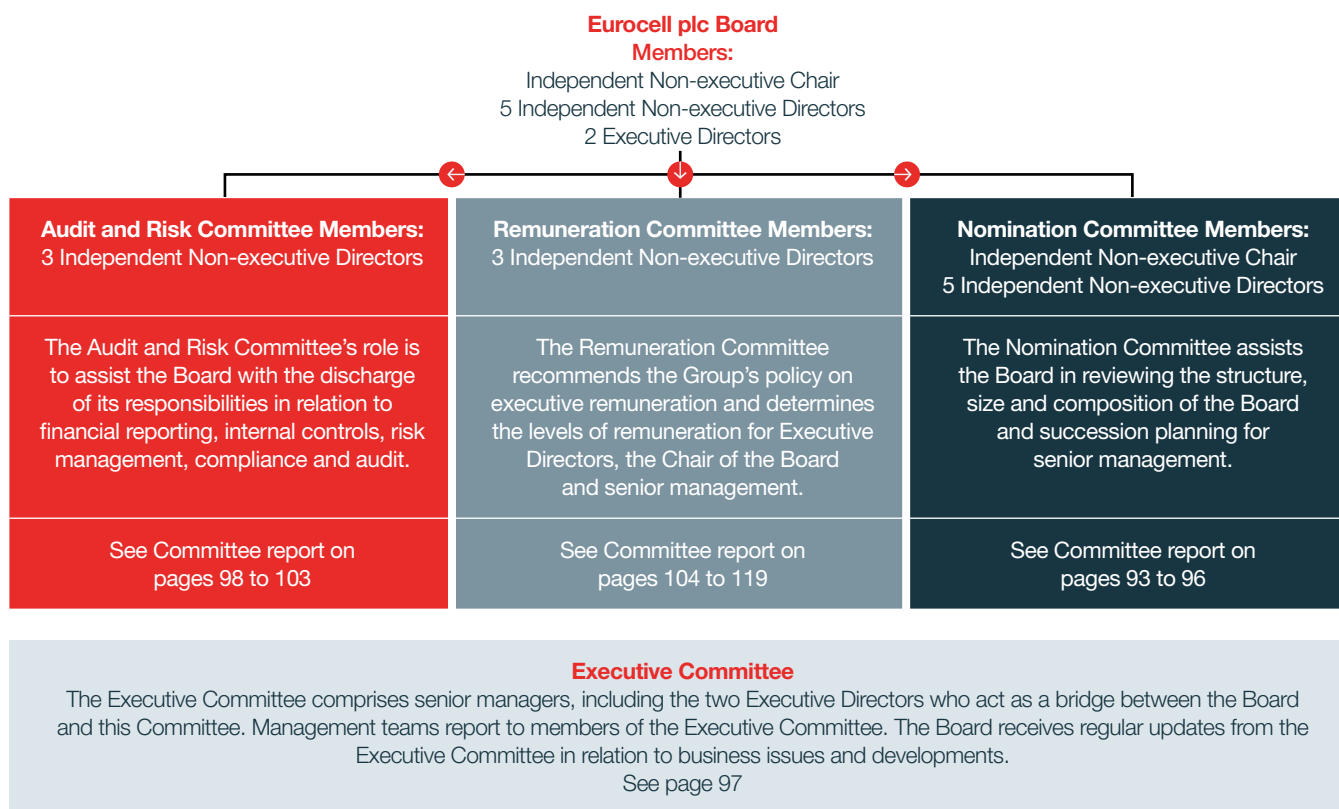 Eurocell plc Board
Members:
Independent Non-executive Chair
5 Independent Non-executive Directors
2 Executive Directors
Audit and Risk Committee Members:
3 Independent Non-executive Directors
The Audit and Risk Committee’s role is
to assist the Board with the discharge
of its responsibilities in relation to
financial reporting, internal controls, risk
management, compliance and audit.
See Committee report on
pages 98 to 103
Remuneration Committee Members:
3 Independent Non-executive Directors
The Remuneration Committee
recommends the Group’s policy on
executive remuneration and determines
the levels of remuneration for Executive
Directors, the Chair of the Board
and senior management.
See Committee report on
pages 104 to 119
Nomination Committee Members:
Independent Non-executive Chair
5 Independent Non-executive Directors
The Nomination Committee assists
the Board in reviewing the structure,
size and composition of the Board
and succession planning for
senior management.
See Committee report on
pages 93 to 96
Executive Committee
The Executive Committee comprises senior managers, including the two Executive Directors who act as a bridge between the Board
and this Committee. Management teams report to members of the Executive Committee. The Board receives regular updates from the
Executive Committee in relation to business issues and developments.
See page 97